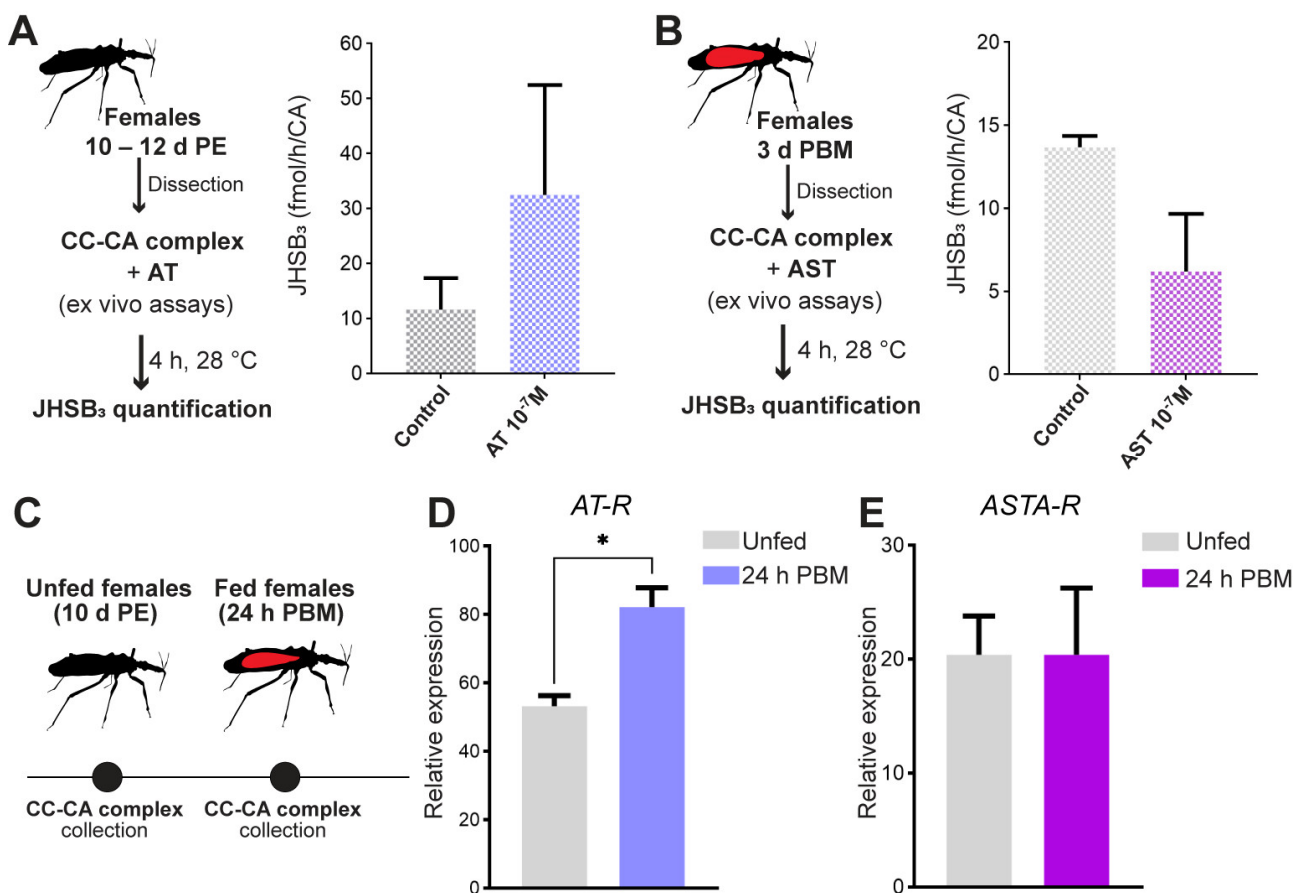 A
Females
10 – 12 d PE
Dissection
CC-CA complex
+ AT
(ex vivo assays)
4 h, 28 °C
JHSB₃ quantification
JHSB₃ (fmol/h/CA)
60
50
40
30
20
10
0
Control
AT 10⁻⁷M
B
Females
3 d PBM
Dissection
CC-CA complex
+ AST
(ex vivo assays)
4 h, 28 °C
JHSB₃ quantification
JHSB₃ (fmol/h/CA)
20
15
10
5
0
Control
AST 10⁻⁷M
C
Unfed females
(10 d PE)
Fed females
(24 h PBM)
CC-CA complex
collection
CC-CA complex
collection
D
AT-R
Unfed
24 h PBM
*
Relative expression
100
80
60
40
20
0
E
ASTA-R
Unfed
24 h PBM
Relative expression
30
20
10
0